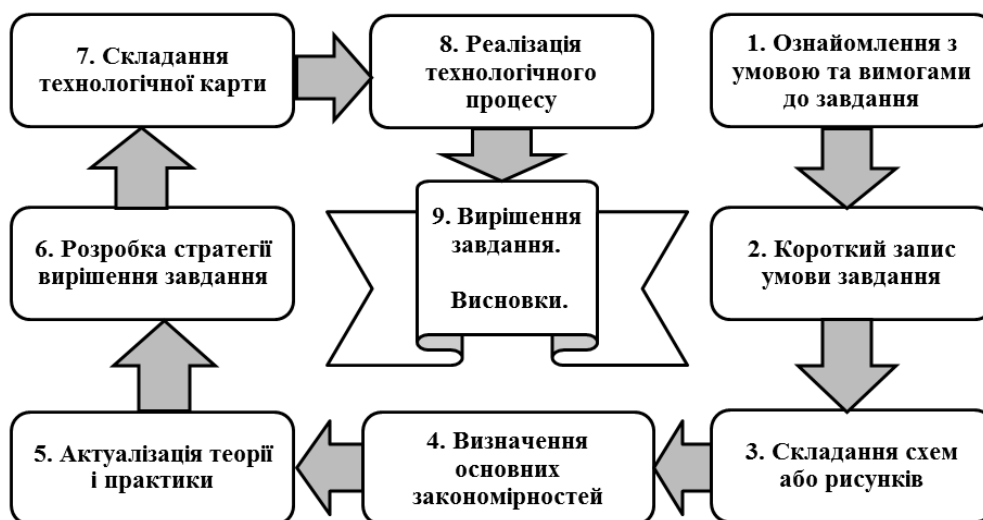 1. Ознайомлення з
умовою та вимогами
до завдання
2. Короткий запис
умови завдання
3. Складання схем
або рисунків
4. Визначення
основних
закономірностей
5. Актуалізація теорії
і практики
6. Розробка стратегії
вирішення завдання
7. Складання
технологічної карти
8. Реалізація
технологічного
процесу
9. Вирішення
завдання.
Висновки.